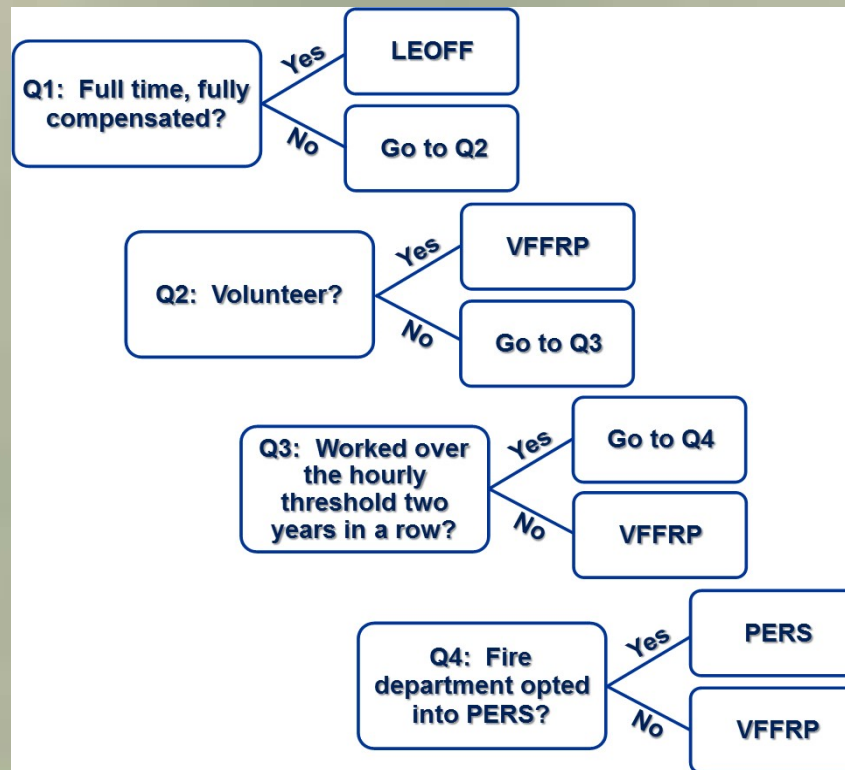 Yes
LEOFF
Q1: Full time, fully
compensated?
No
Go to Q2
Yes
VFFRP
Q2: Volunteer?
No
Go to Q3
Q3: Worked over
the hourly
threshold two
years in a row?
Yes
Go to Q4
No
VFFRP
Q4: Fire
department opted
into PERS?
Yes
PERS
No
VFFRP